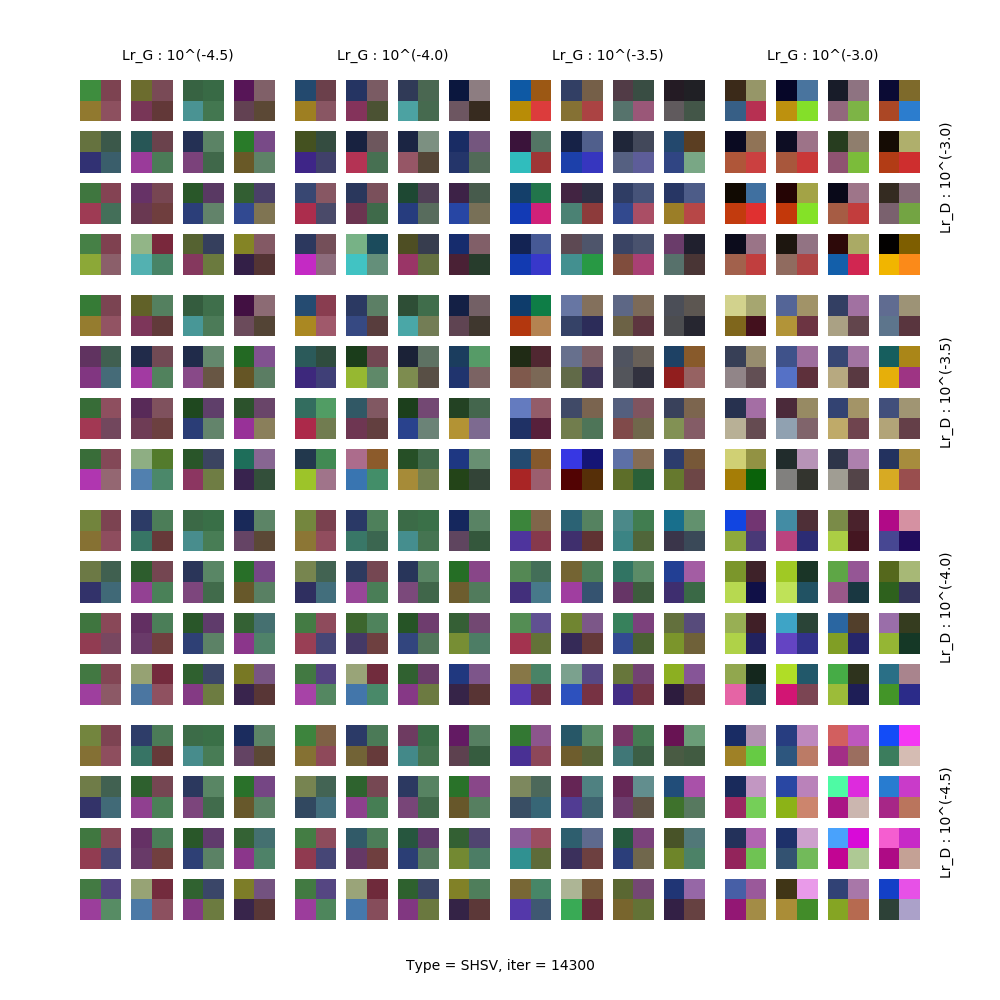 Lr_G : 10^(-4.5)
Lr_G : 10^(-4.0)
Lr_G : 10^(-3.5)
Lr_G : 10^(-3.0)
Lr_D : 10^(-3.0)
Lr_D : 10^(-3.5)
Lr_D : 10^(-4.0)
Lr_D : 10^(-4.5)
Type = SHSV, iter = 14300